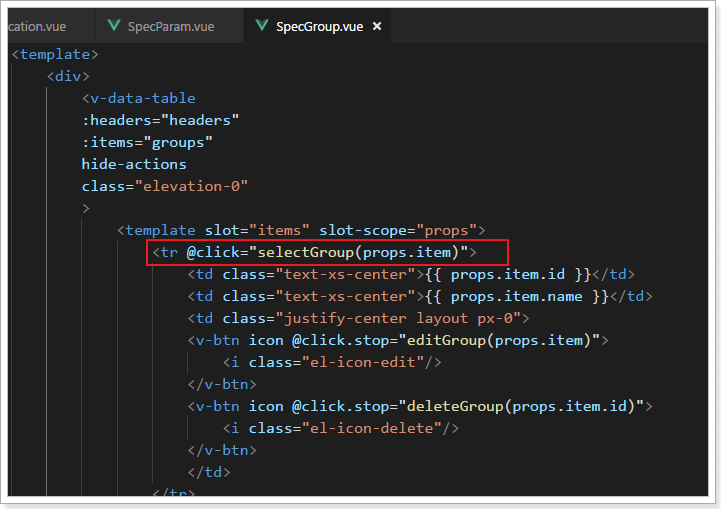 cation.vue SpecParam.vue SpecGroup.vue ×
<template>
<div>
<v-data-table
:headers="headers"
:items="groups"
hide-actions
class="elevation-0"
>
<template slot="items" slot-scope="props">
<tr @click="selectGroup(props.item)">
<td class="text-xs-center">{{ props.item.id }}</td>
<td class="text-xs-center">{{ props.item.name }}</td>
<td class="justify-center layout px-0">
<v-btn icon @click.stop="editGroup(props.item)">
<i class="el-icon-edit"/>
</v-btn>
<v-btn icon @click.stop="deleteGroup(props.item.id)">
<i class="el-icon-delete"/>
</v-btn>
</td>
</tr>